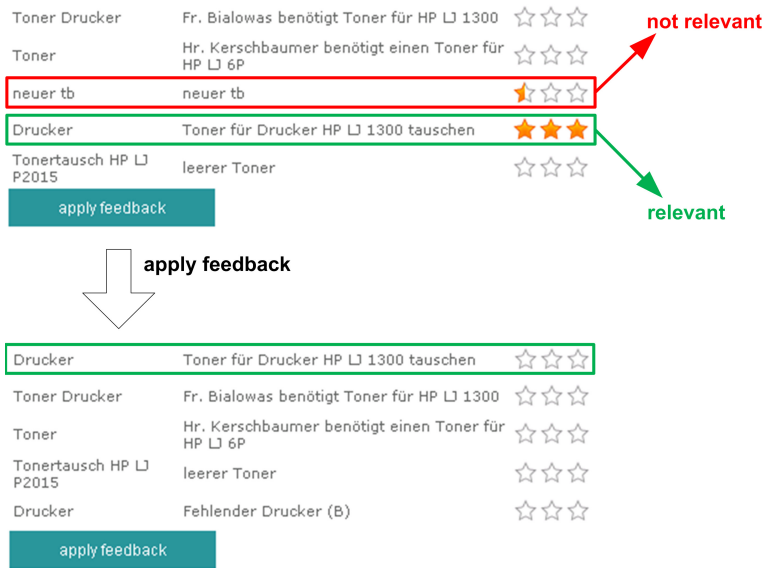 Toner Drucker Fr. Bialowas benötigt Toner für HP LJ 1300
not relevant
Toner Hr. Kerschbaumer benötigt einen Toner für
HP LJ 6P
neuer tb neuer tb
Drucker Toner für Drucker HP LJ 1300 tauschen
Tonertausch HP LJ
P2015 leerer Toner
apply feedback
relevant
apply feedback
Drucker Toner für Drucker HP LJ 1300 tauschen
Toner Drucker Fr. Bialowas benötigt Toner für HP LJ 1300
Toner Hr. Kerschbaumer benötigt einen Toner für
HP LJ 6P
Tonertausch HP LJ
P2015 leerer Toner
Drucker Fehlender Drucker (B)
apply feedback